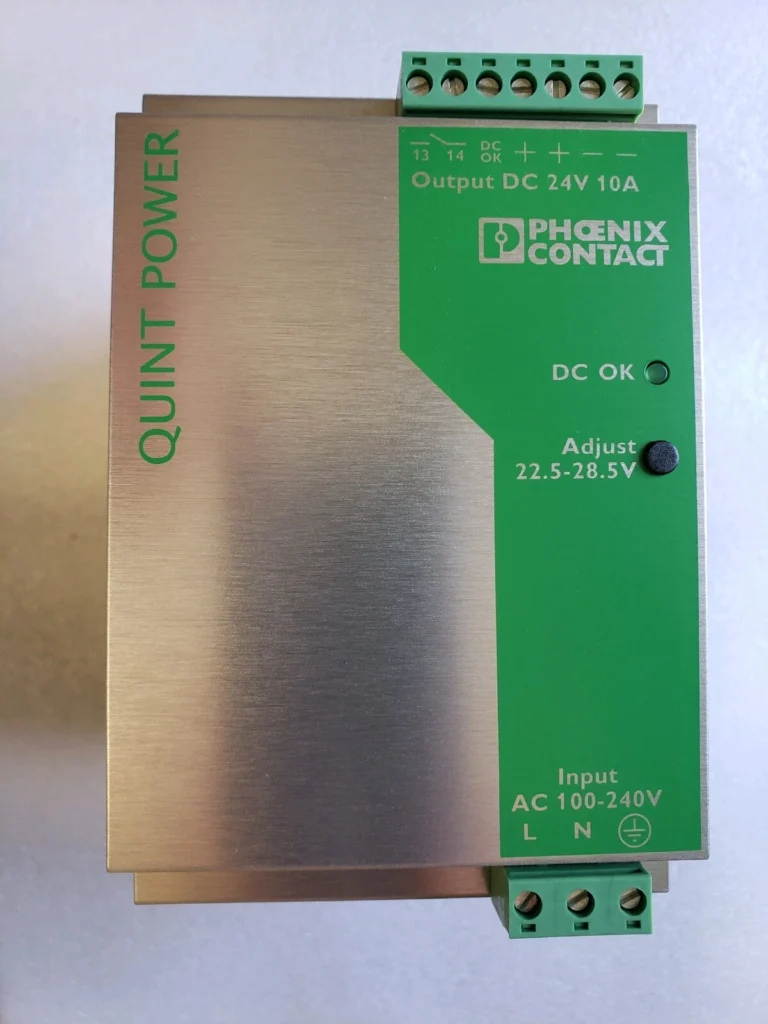 13 14 DC OK + + − −
Output DC 24V 10A
PHŒNIX
CONTACT
QUINT POWER
DC OK
Adjust
22.5-28.5V
Input
AC 100-240V
L N